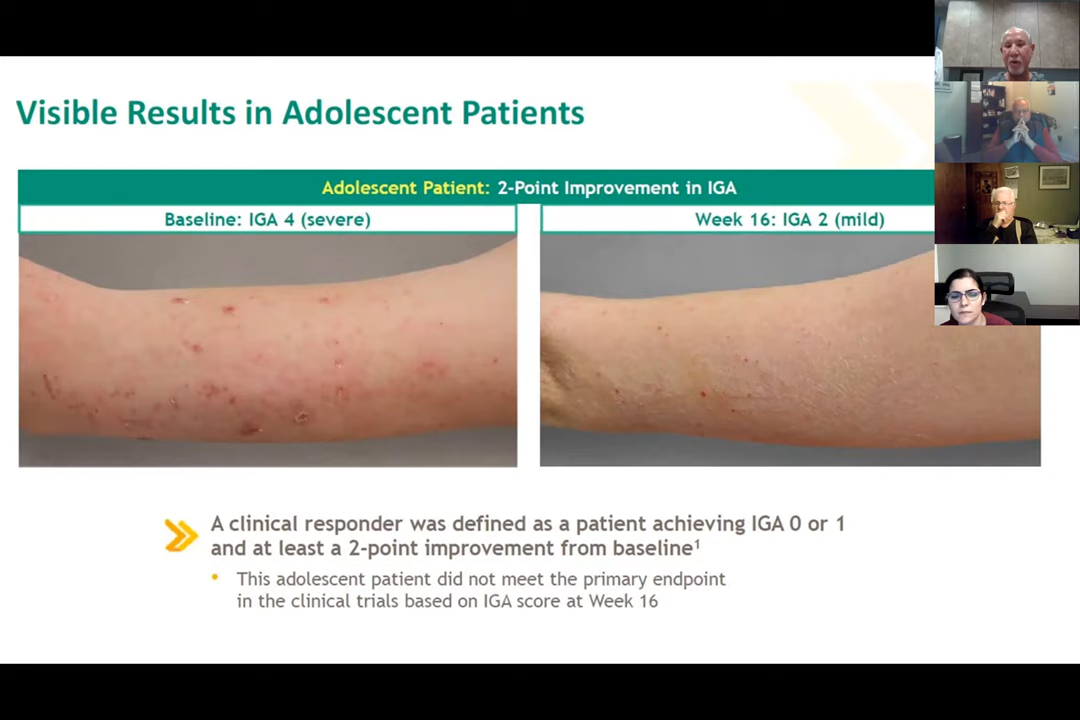 Visible Results in Adolescent Patients
Adolescent Patient: 2-Point Improvement in IGA
Baseline: IGA 4 (severe)
Week 16: IGA 2 (mild)
A clinical responder was defined as a patient achieving IGA 0 or 1
and at least a 2-point improvement from baseline¹
This adolescent patient did not meet the primary endpoint
in the clinical trials based on IGA score at Week 16